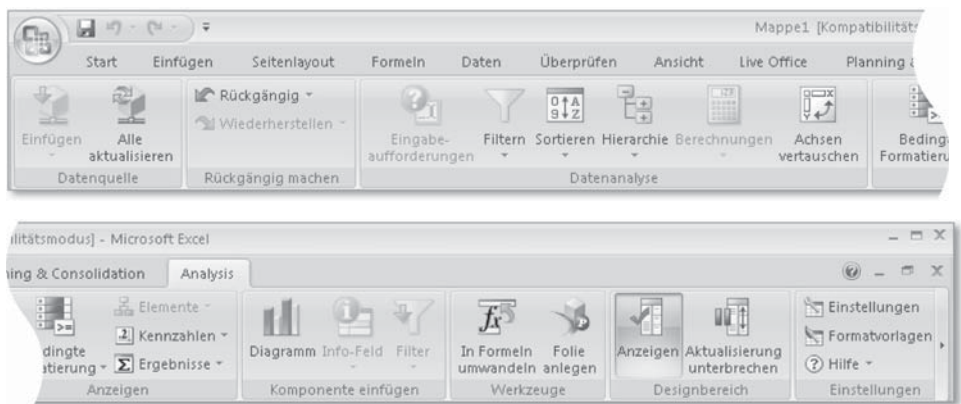 Mappe1 [Kompatibilitäts
Start Einfügen Seitenlayout Formeln Daten Überprüfen Ansicht Live Office Planning
Einfügen Alle aktualisieren
Rückgängig
Wiederherstellen
Eingabe-
aufforderungen
Filtern Sortieren Hierarchie Berechnungen
Achsen
vertauschen
Beding
Formatieru
Datenquelle Rückgängig machen Datenanalyse
ilitätsmodus] - Microsoft Excel
ning & Consolidation Analysis
dingte
atierung
Elemente
Kennzahlen
Ergebnisse
Diagramm Info-Feld Filter
In Formeln
umwandeln
Folie
anlegen
Anzeigen
Aktualisierung
unterbrechen
Einstellungen
Formatvorlagen
Hilfe
Anzeigen Komponente einfügen Werkzeuge Designbereich Einstellungen